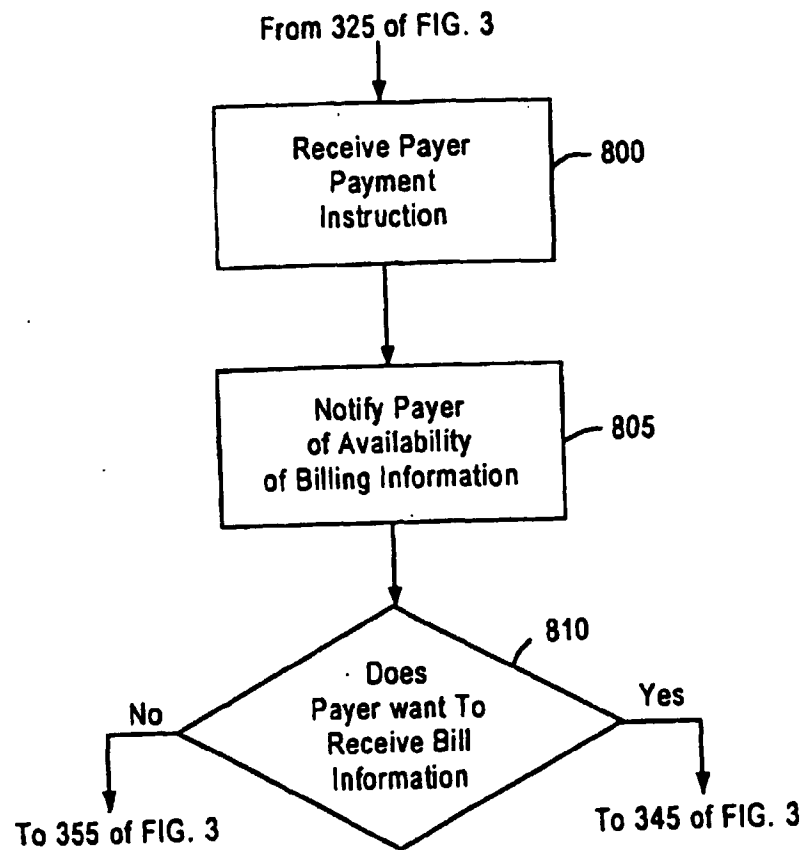 From 325 of FIG. 3
Receive Payer
Payment
Instruction
800
Notify Payer
of Availability
of Billing Information
805
810
Does
Payer want To
Receive Bill
Information
No
Yes
To 355 of FIG. 3
To 345 of FIG. 3